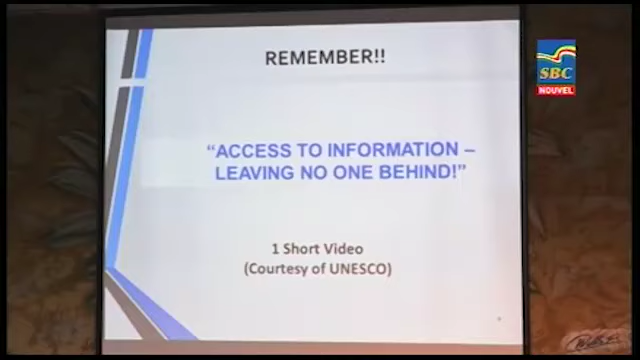 REMEMBER!!
SBC
NOUVEL
“ACCESS TO INFORMATION –
LEAVING NO ONE BEHIND!”
1 Short Video
(Courtesy of UNESCO)